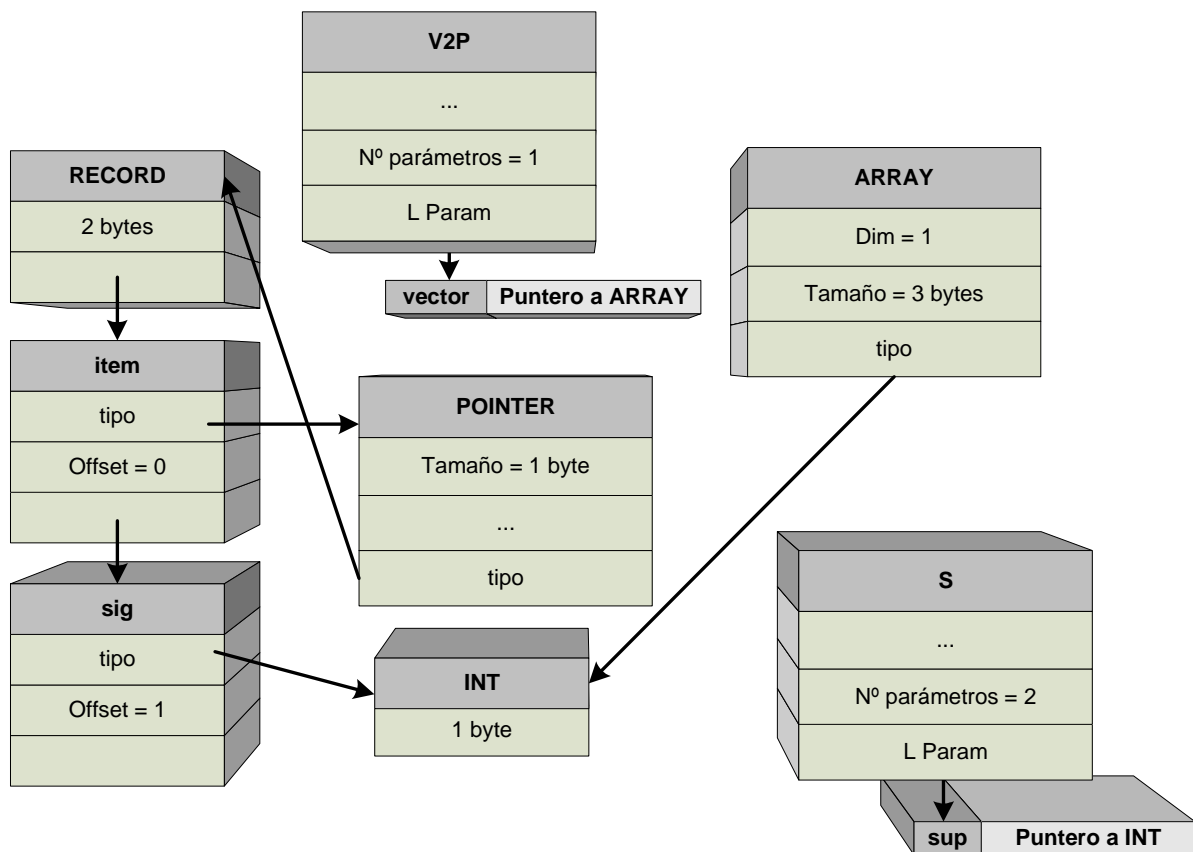 V2P
...
Nº parámetros = 1
L Param
vector Puntero a ARRAY
RECORD
2 bytes
item
tipo
Offset = 0
sig
tipo
Offset = 1
POINTER
Tamaño = 1 byte
...
tipo
INT
1 byte
ARRAY
Dim = 1
Tamaño = 3 bytes
tipo
S
...
Nº parámetros = 2
L Param
sup Puntero a INT